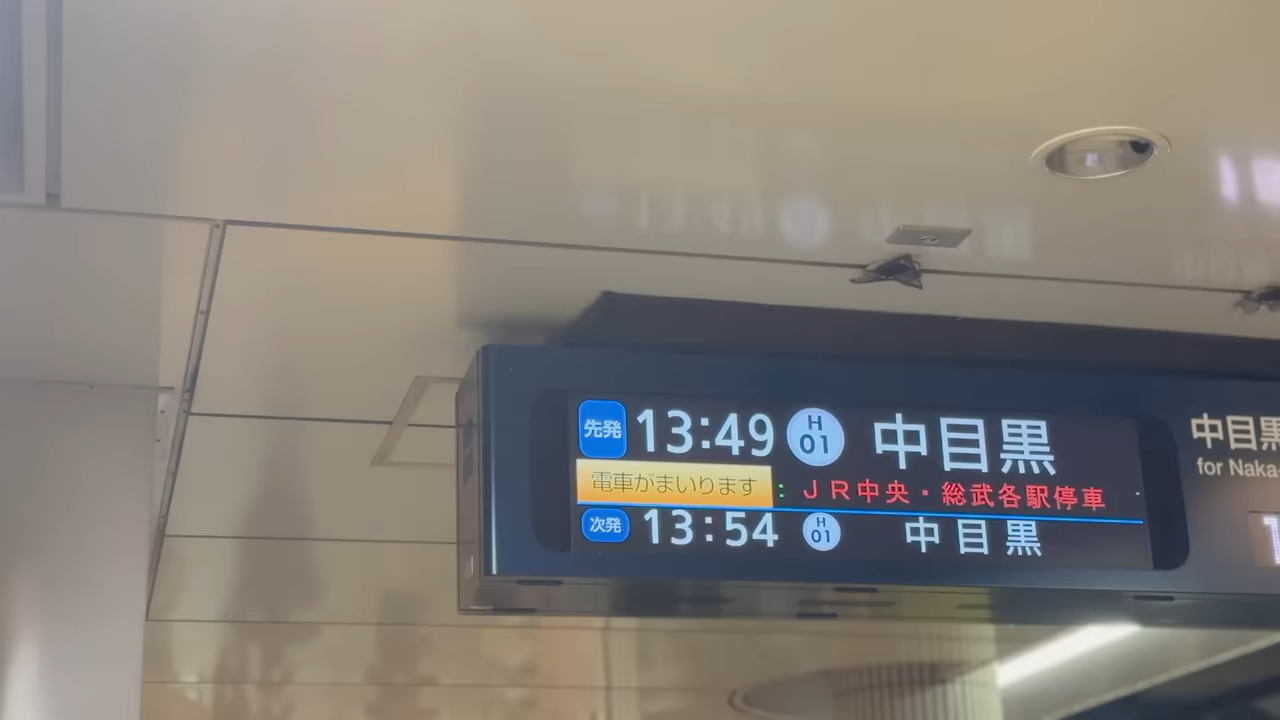 先発 13:49 H 01 中目黒
電車がまいります : JR中央・総武各駅停車
次発 13:54 H 01 中目黒
中目黒
for Naka-
1